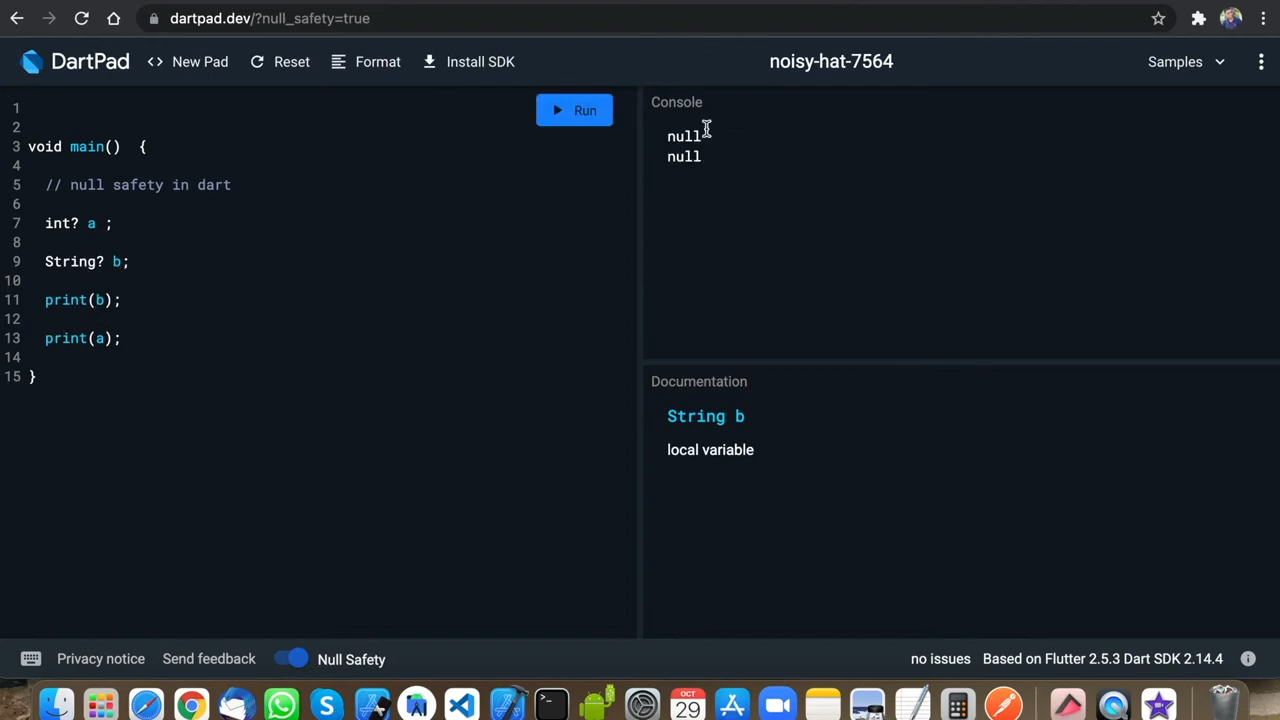 dartpad.dev/?null_safety=true
DartPad
<> New Pad
Reset
Format
Install SDK
noisy-hat-7564
Samples
1
2
3 void main()  {
4
5   // null safety in dart
6
7   int? a ;
8
9   String? b;
10
11   print(b);
12
13   print(a);
14
15 }
Run
Console
null
null
Documentation
String b
local variable
Privacy notice
Send feedback
Null Safety
no issues
Based on Flutter 2.5.3 Dart SDK 2.14.4
OCT
29